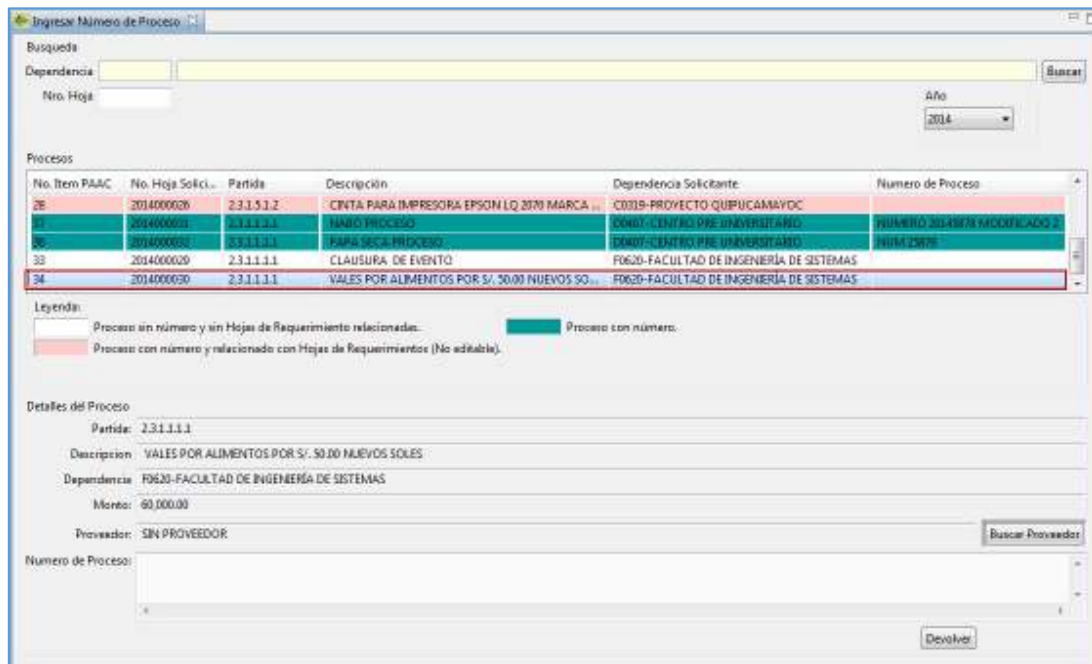 Ingresar Número de Proceso
Busqueda
Dependencia Buscar
Nro. Hoja Año
2014
Procesos
No. Item PAAC No. Hoja Solici... Partida Descripción Dependencia Solicitante Numero de Proceso
28 2014000026 2.3.1.5.1.2 CINTA PARA IMPRESORA EPSON LQ 2070 MARCA ... C0319-PROYECTO QUIPUCAMAYOC
37 2014000031 2.3.1.1.1.1 NABO PROCESO D0407-CENTRO PRE UNIVERSITARIO NUMERO 20145878 MODIFICADO 2
36 2014000032 2.3.1.1.1.1 PAPA SECA PROCESO D0407-CENTRO PRE UNIVERSITARIO NUM 25878
33 2014000029 2.3.1.1.1.1 CLAUSURA DE EVENTO F0620-FACULTAD DE INGENIERÍA DE SISTEMAS
34 2014000030 2.3.1.1.1.1 VALES POR ALIMENTOS POR S/. 50.00 NUEVOS SO... F0620-FACULTAD DE INGENIERÍA DE SISTEMAS
Leyenda:
Proceso sin número y sin Hojas de Requerimiento relacionadas. Proceso con número.
Proceso con número y relacionado con Hojas de Requerimientos (No editable).
Detalles del Proceso
Partida: 2.3.1.1.1.1
Descripcion VALES POR ALIMENTOS POR S/. 50.00 NUEVOS SOLES
Dependencia F0620-FACULTAD DE INGENIERÍA DE SISTEMAS
Monto: 60,000.00
Proveedor: SIN PROVEEDOR Buscar Proveedor
Numero de Proceso:
Devolver